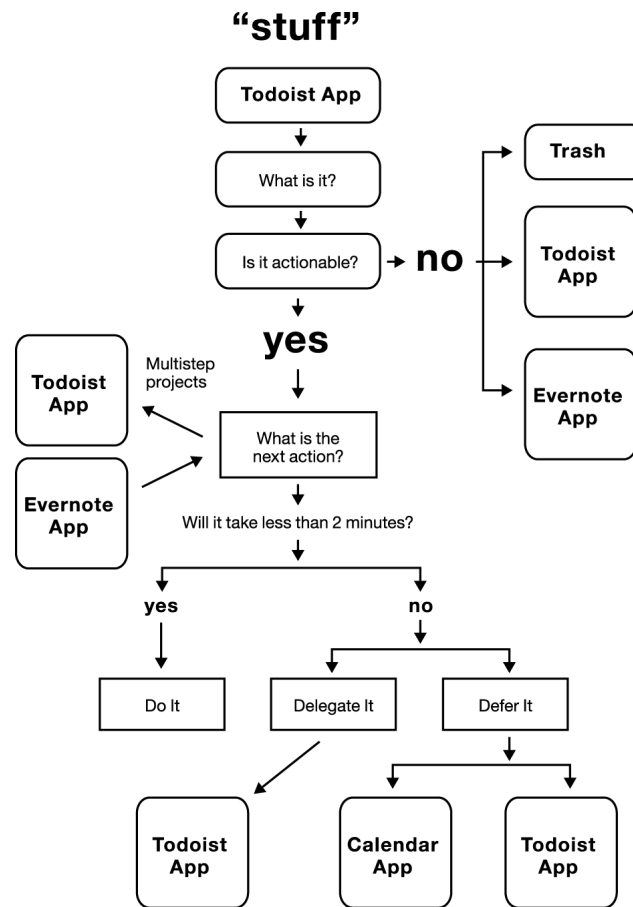 “stuff”
Todoist App
What is it?
Is it actionable?
no
Trash
Todoist
App
Evernote
App
yes
Multistep
projects
Todoist
App
Evernote
App
What is the
next action?
Will it take less than 2 minutes?
yes
no
Do It
Delegate It
Defer It
Todoist
App
Calendar
App
Todoist
App